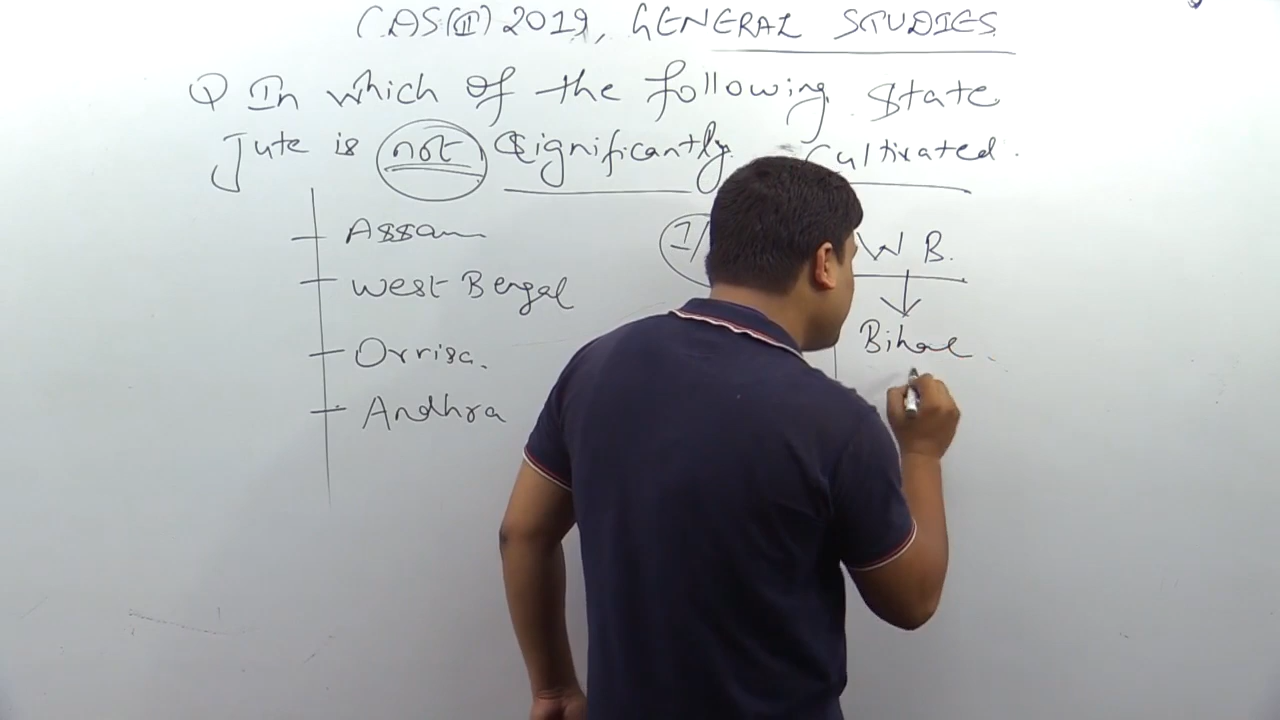 CDS(II) 2019, GENERAL STUDIES
Q In which of the following State
Jute is not Significantly Cultivated.
Assam
West Bengal
Orrisa.
Andhra
1/
W B.
Bihar